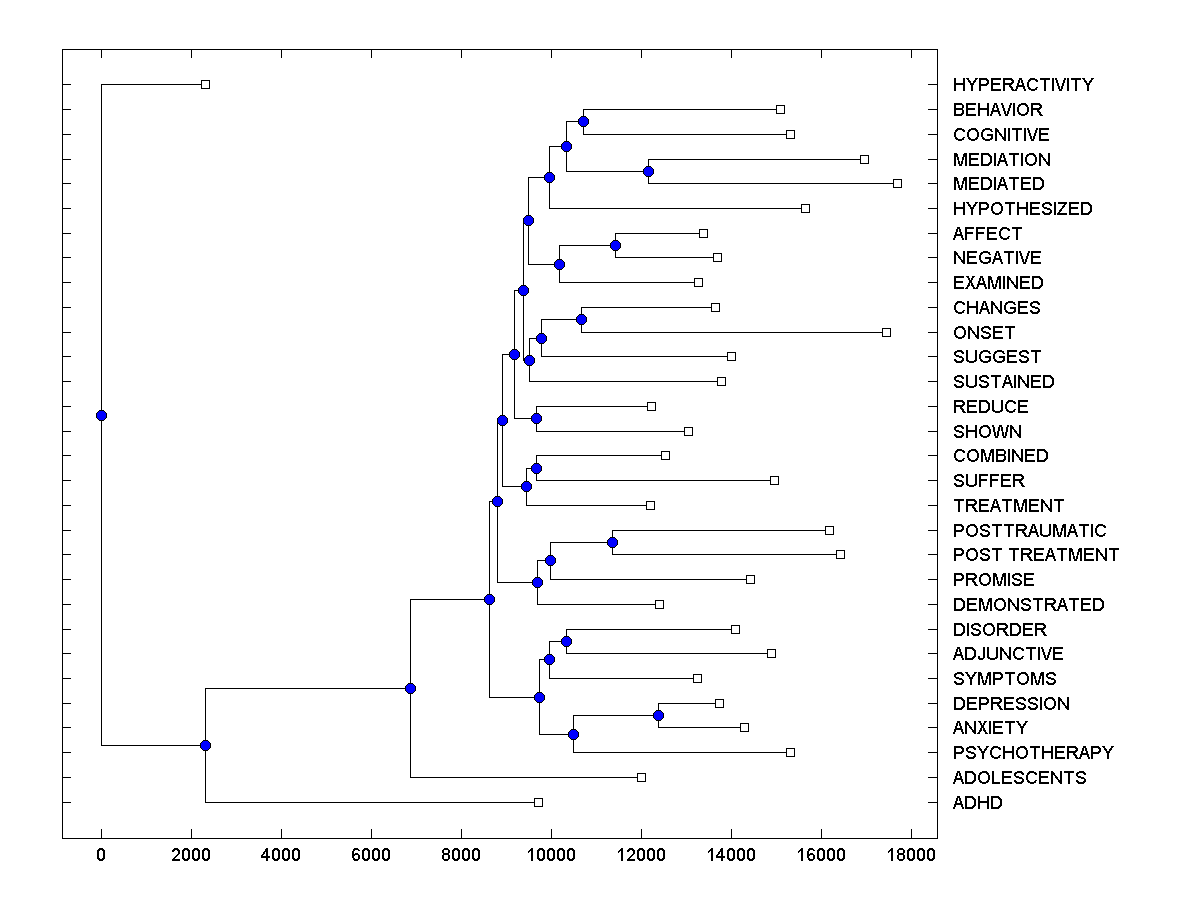 HYPERACTIVITY
BEHAVIOR
COGNITIVE
MEDIATION
MEDIATED
HYPOTHESIZED
AFFECT
NEGATIVE
EXAMINED
CHANGES
ONSET
SUGGEST
SUSTAINED
REDUCE
SHOWN
COMBINED
SUFFER
TREATMENT
POSTTRAUMATIC
POST TREATMENT
PROMISE
DEMONSTRATED
DISORDER
ADJUNCTIVE
SYMPTOMS
DEPRESSION
ANXIETY
PSYCHOTHERAPY
ADOLESCENTS
ADHD
0 2000 4000 6000 8000 10000 12000 14000 16000 18000